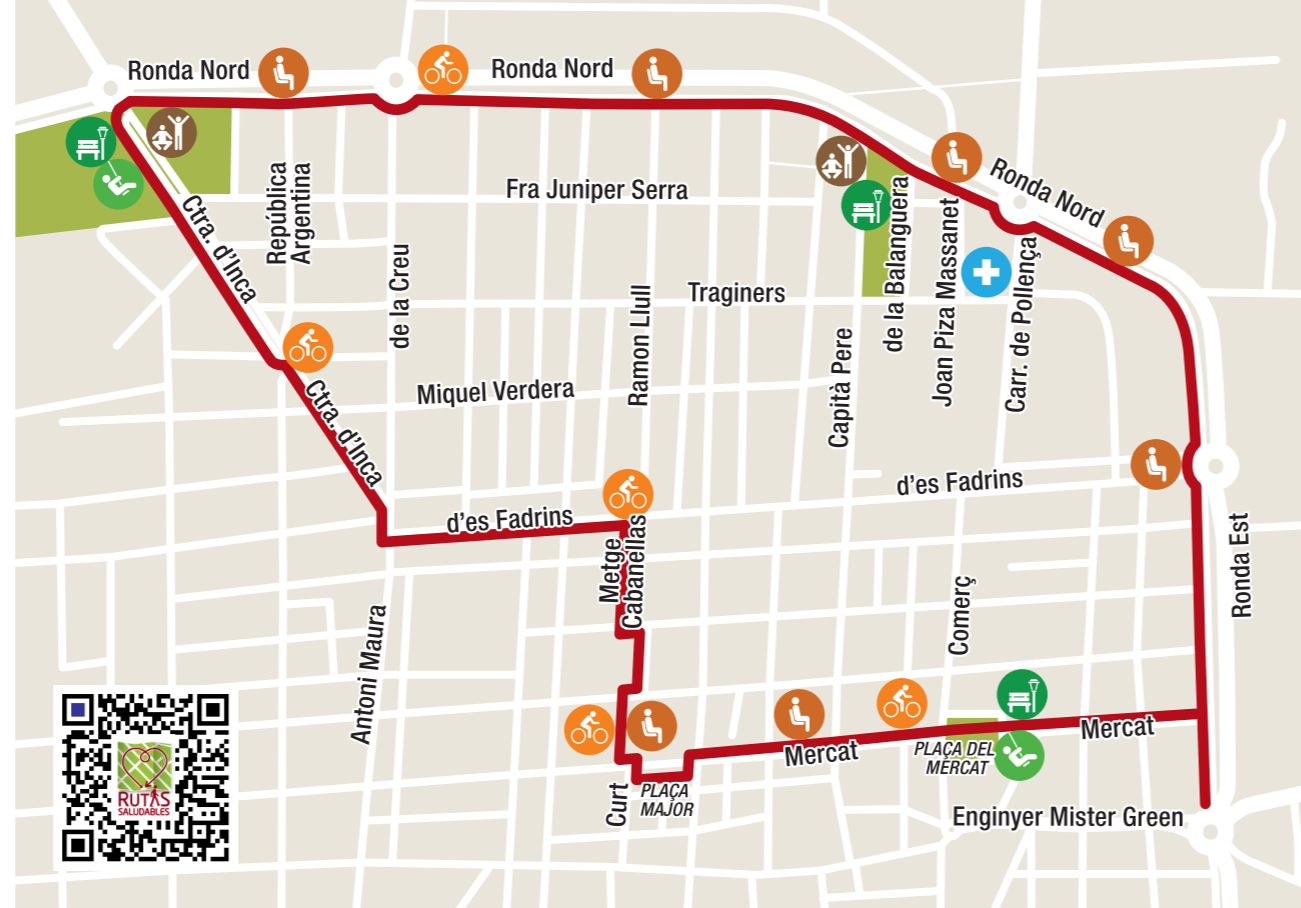 Ronda Nord
Ronda Nord
Ronda Nord
República
Argentina
Fra Juniper Serra
Ctra. d'Inca
de la Creu
Ramon Llull
Traginers
de la Balanguera
Joan Piza Massanet
Carr. de Pollença
Capità Pere
Miquel Verdera
Ctra. d'Inca
d'es Fadrins
d'es Fadrins
Metge
Cabanellas
Ronda Est
Comerç
Antoni Maura
Mercat
Mercat
PLAÇA DEL
MERCAT
Curt
PLAÇA
MAJOR
Enginyer Mister Green
RUTAS
SALUDABLES